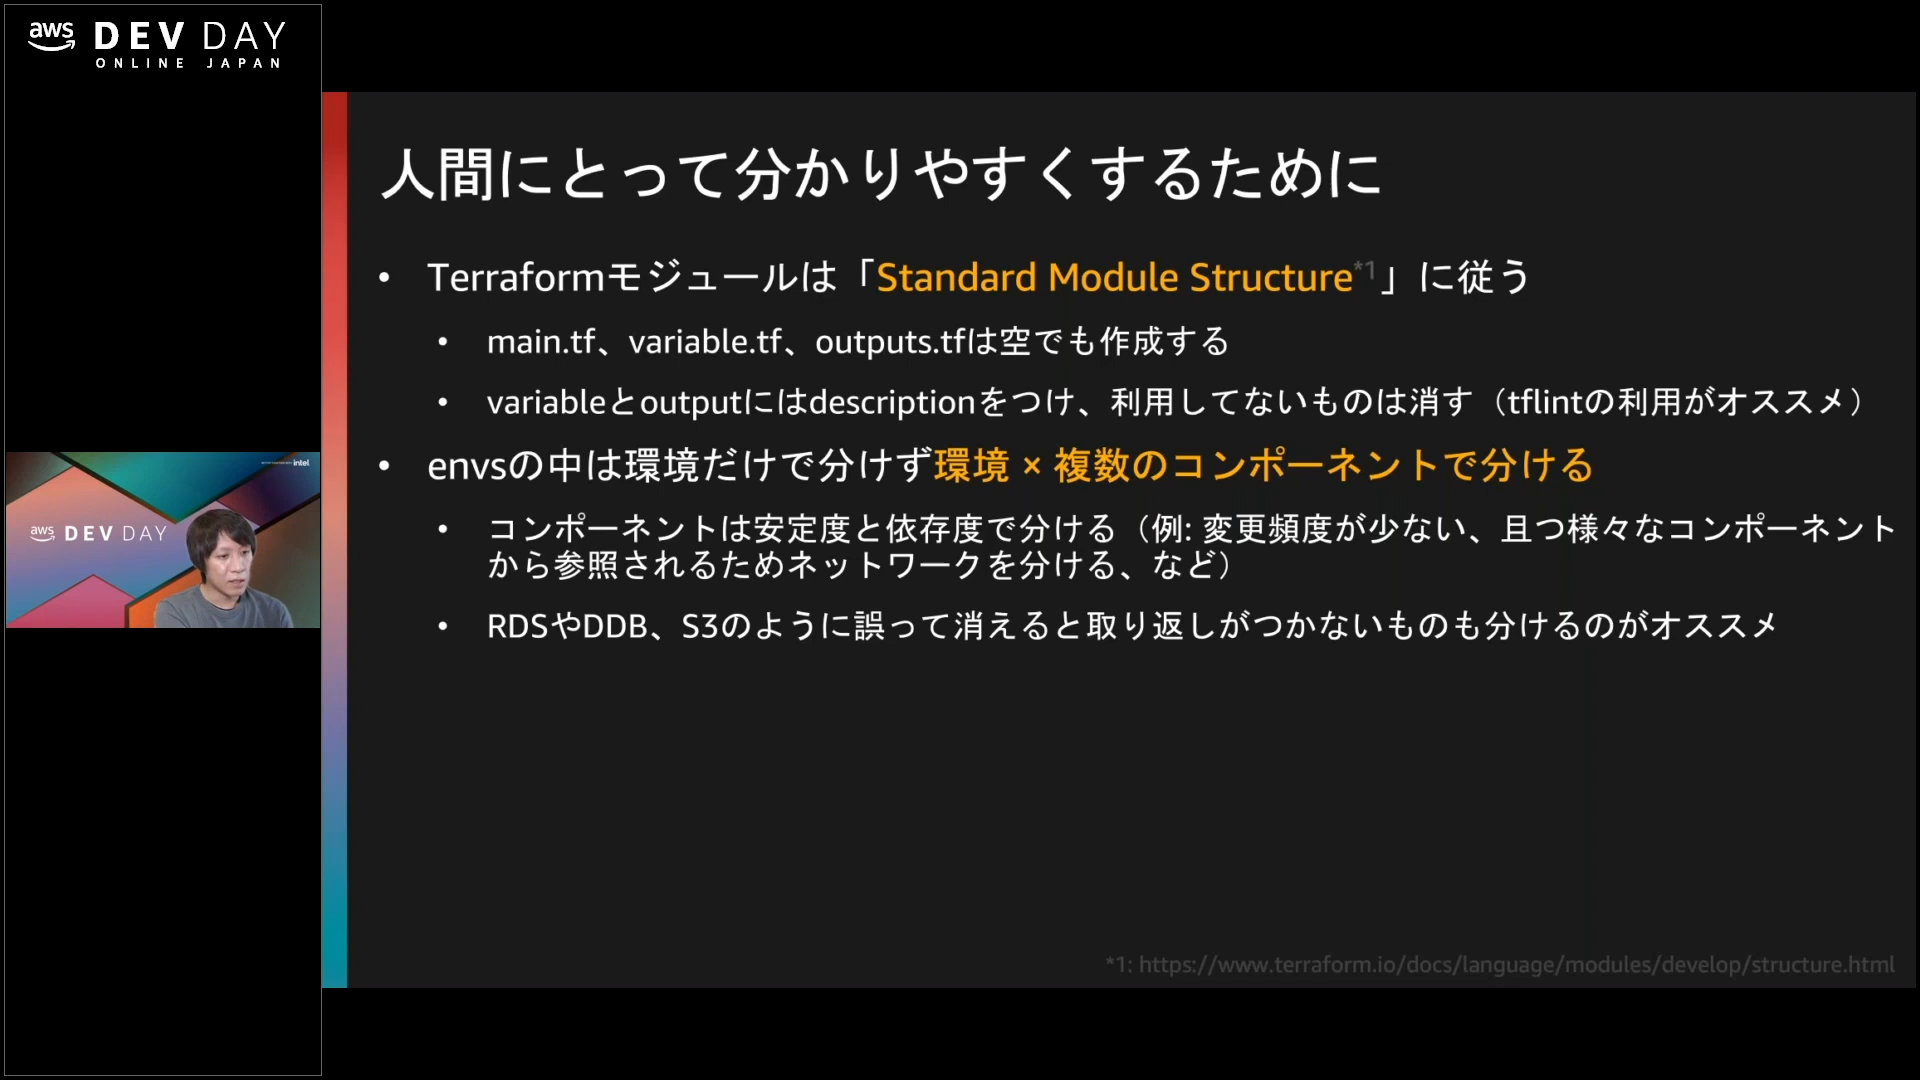 aws DEV DAY
ONLINE JAPAN
人間にとって分かりやすくするために
• Terraformモジュールは「Standard Module Structure*1」に従う
• main.tf、variable.tf、outputs.tfは空でも作成する
• variableとoutputにはdescriptionをつけ、利用してないものは消す（tflintの利用がオススメ）
• envsの中は環境だけで分けず環境 × 複数のコンポーネントで分ける
• コンポーネントは安定度と依存度で分ける（例: 変更頻度が少ない、且つ様々なコンポーネント
から参照されるためネットワークを分ける、など）
• RDSやDDB、S3のように誤って消えると取り返しがつかないものも分けるのがオススメ
*1: https://www.terraform.io/docs/language/modules/develop/structure.html
intel
aws DEV DAY